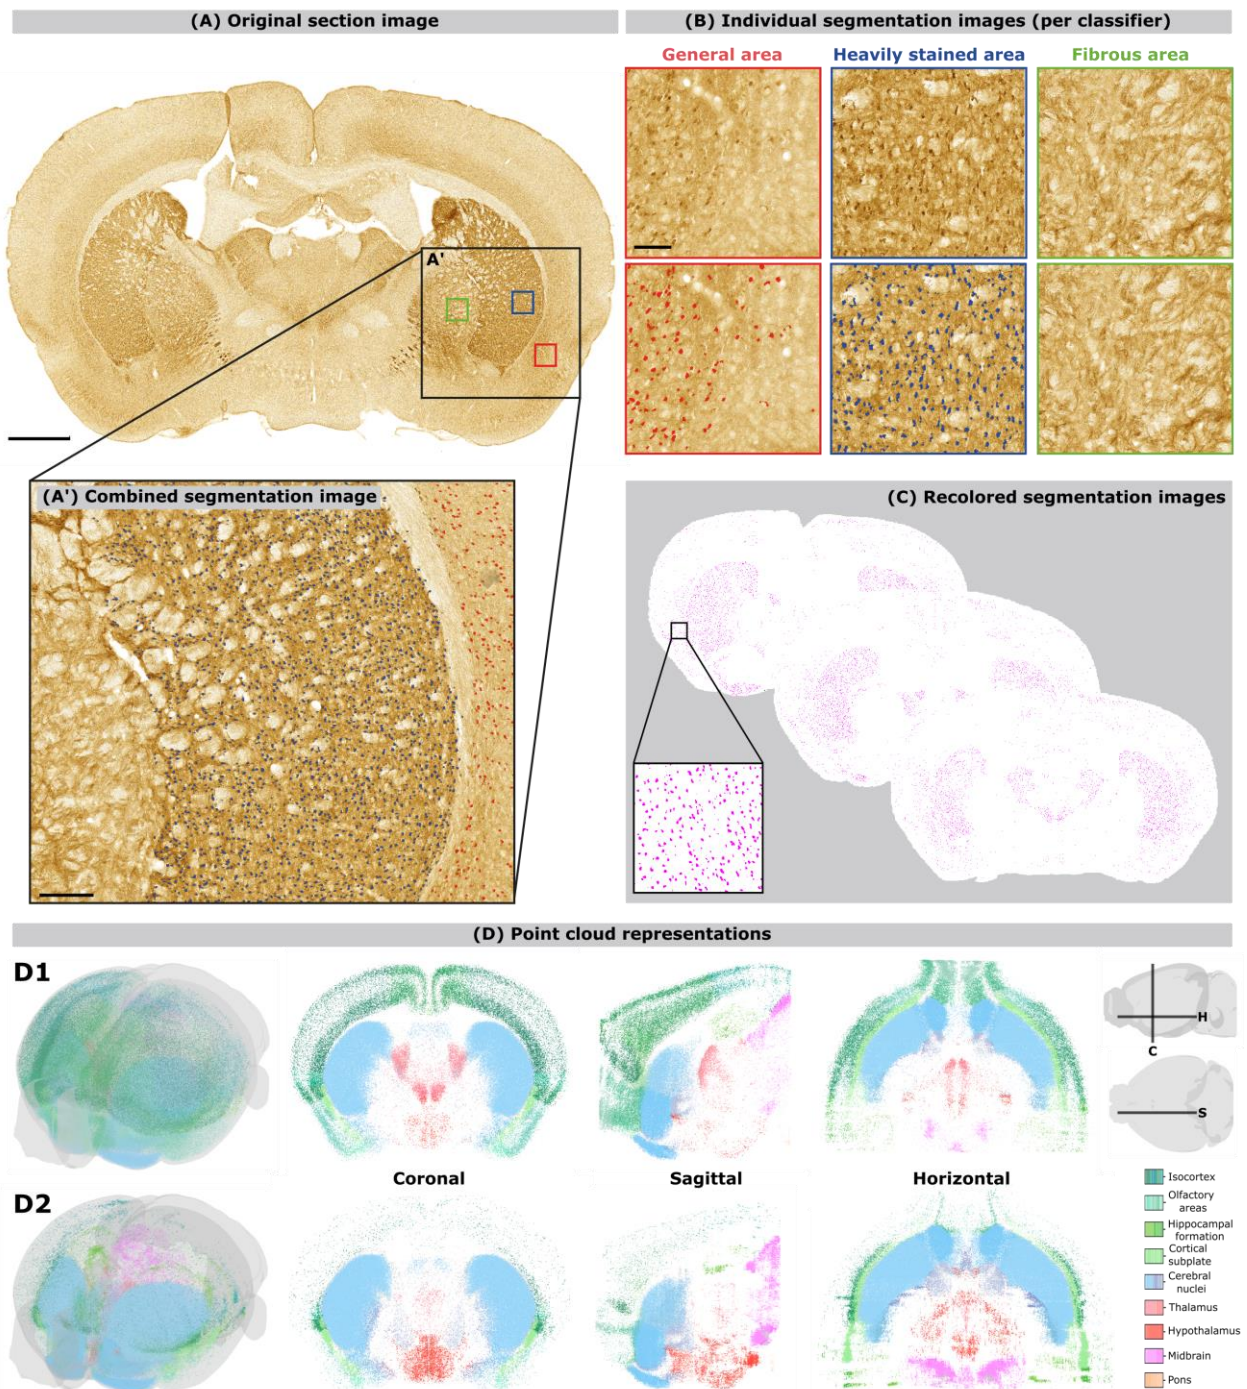 (A) Original section image
(B) Individual segmentation images (per classifier)
General area
Heavily stained area
Fibrous area
A'
(A') Combined segmentation image
(C) Recolored segmentation images
(D) Point cloud representations
D1
H
C
S
Coronal
Sagittal
Horizontal
D2
Isocortex
Olfactory
areas
Hippocampal
formation
Cortical
subplate
Cerebral
nuclei
Thalamus
Hypothalamus
Midbrain
Pons